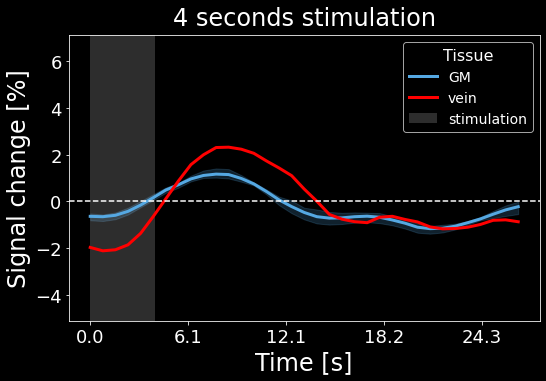 4 seconds stimulation
Signal change [%]
6
4
2
0
−2
−4
Tissue
GM
vein
stimulation
0.0 6.1 12.1 18.2 24.3
Time [s]